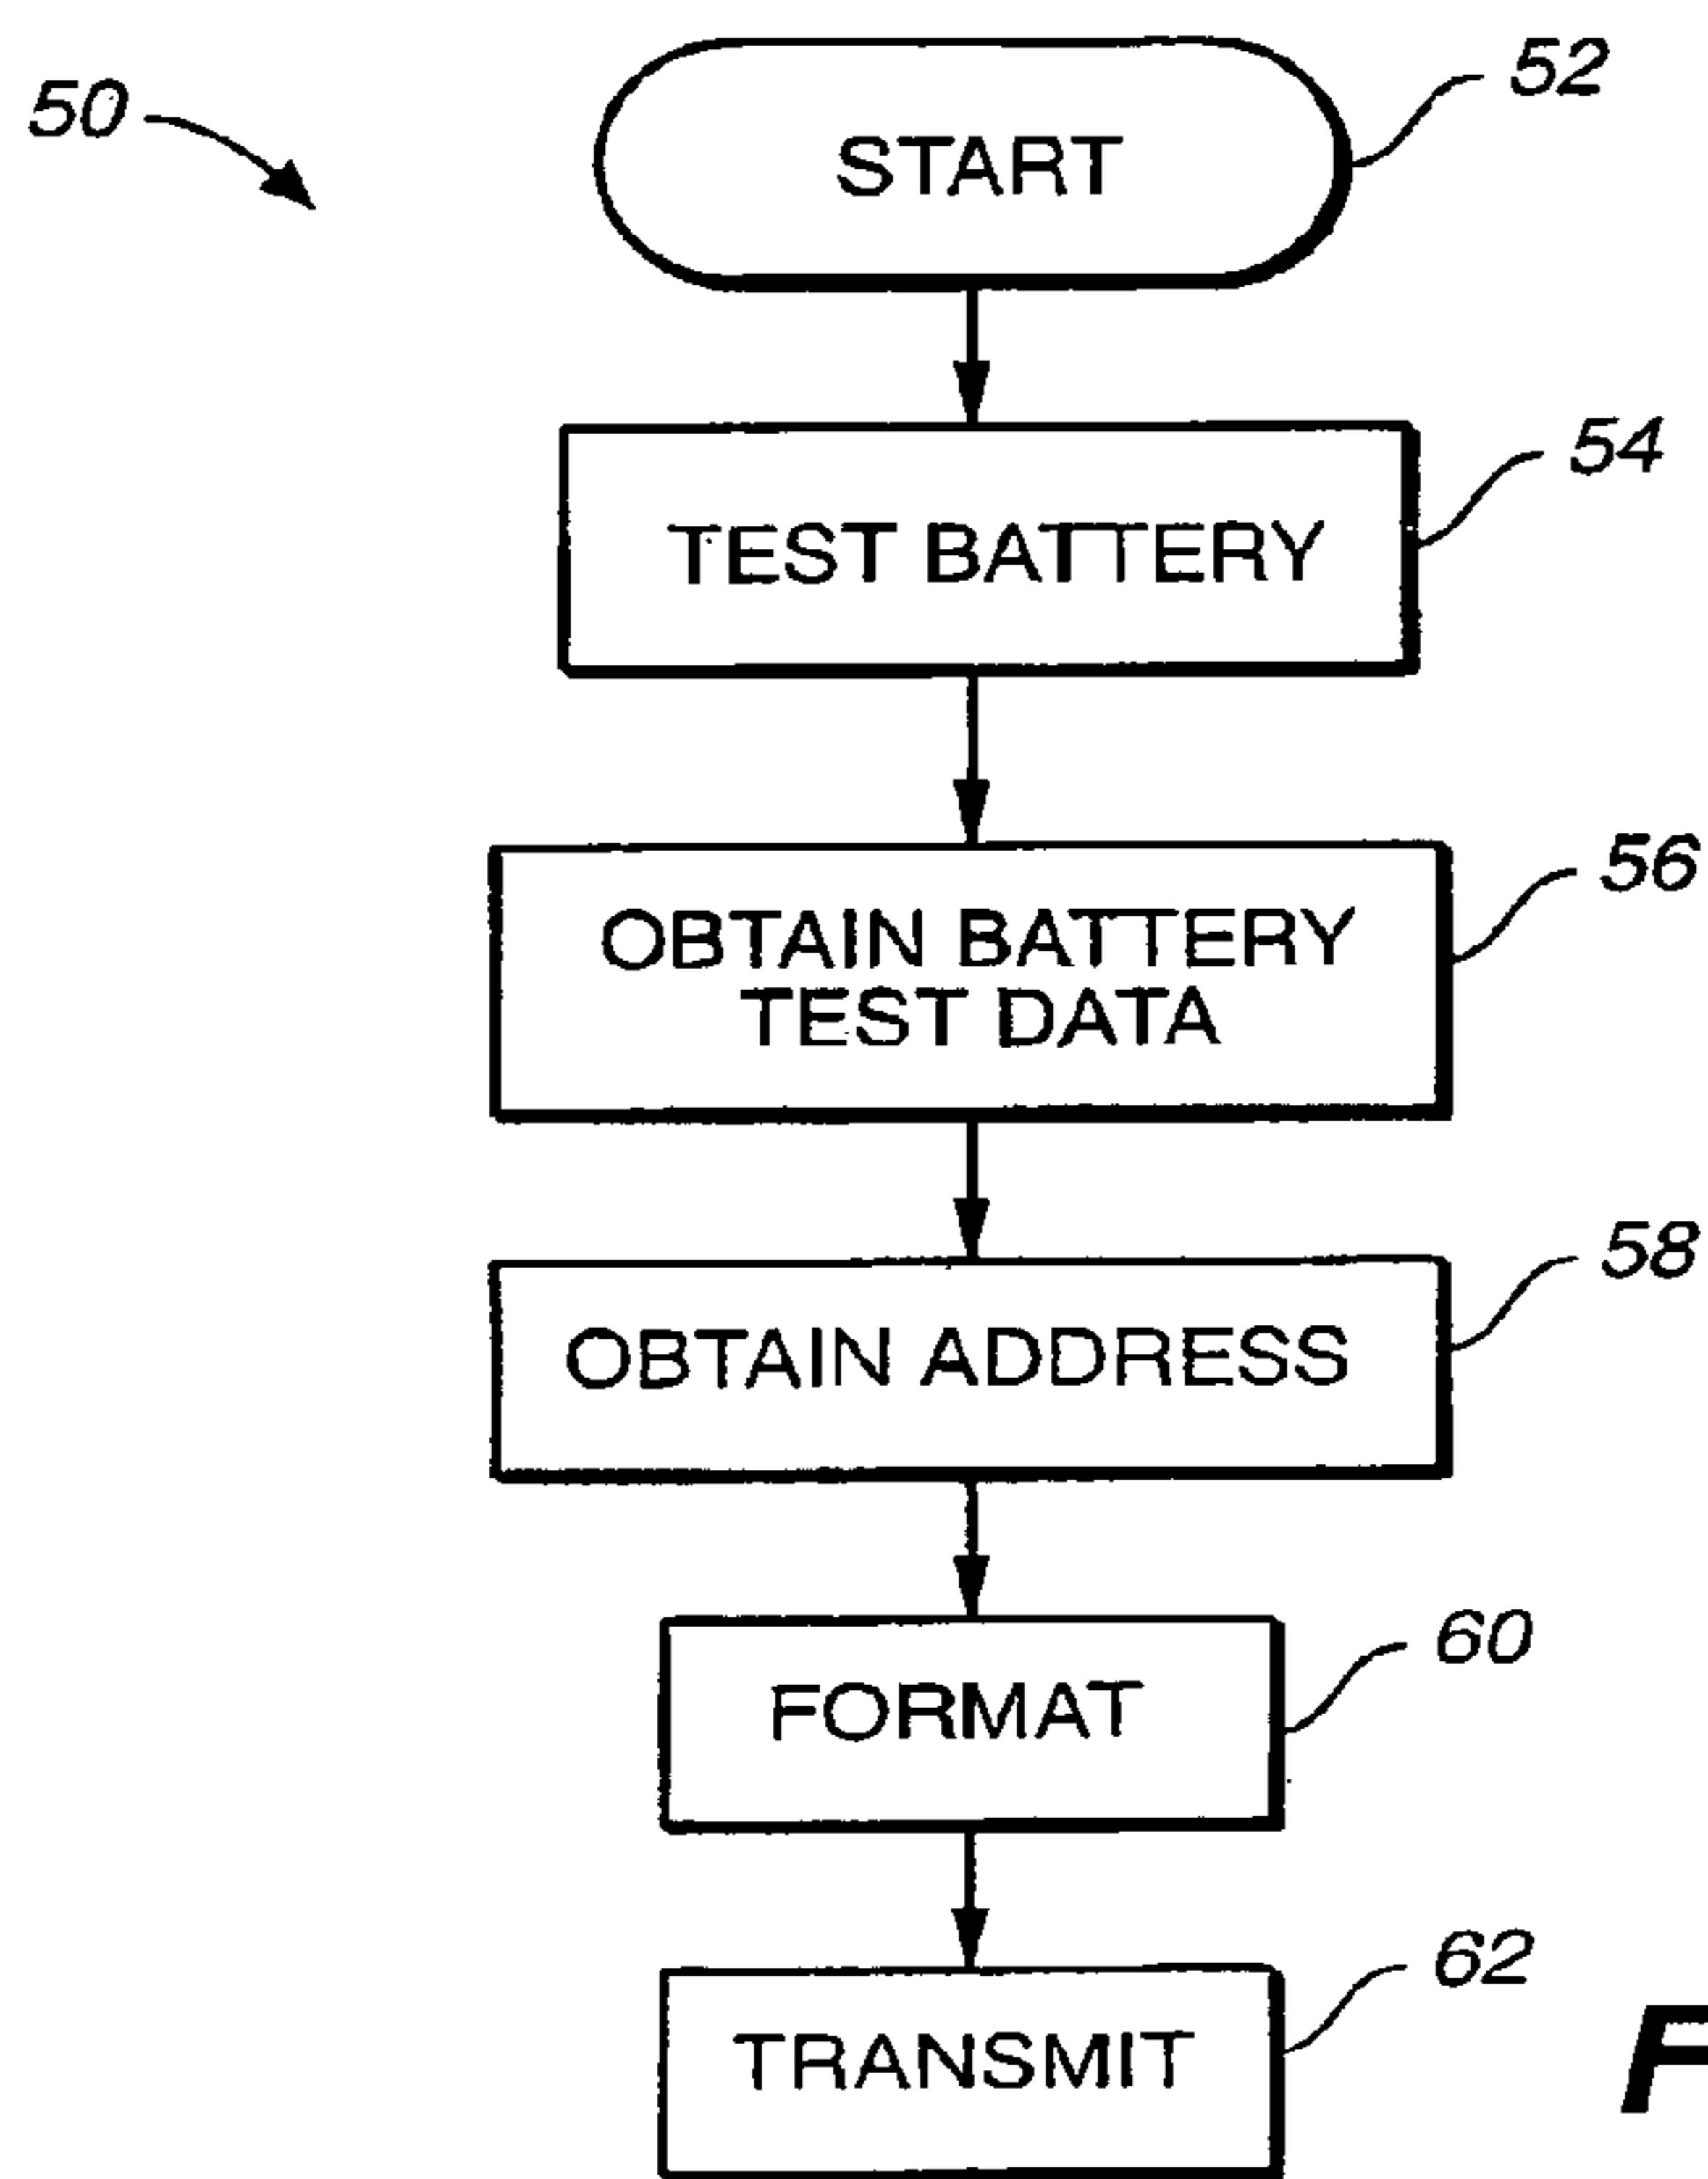 50
52
START
54
TEST BATTERY
56
OBTAIN BATTERY
TEST DATA
58
OBTAIN ADDRESS
60
FORMAT
62
TRANSMIT
F